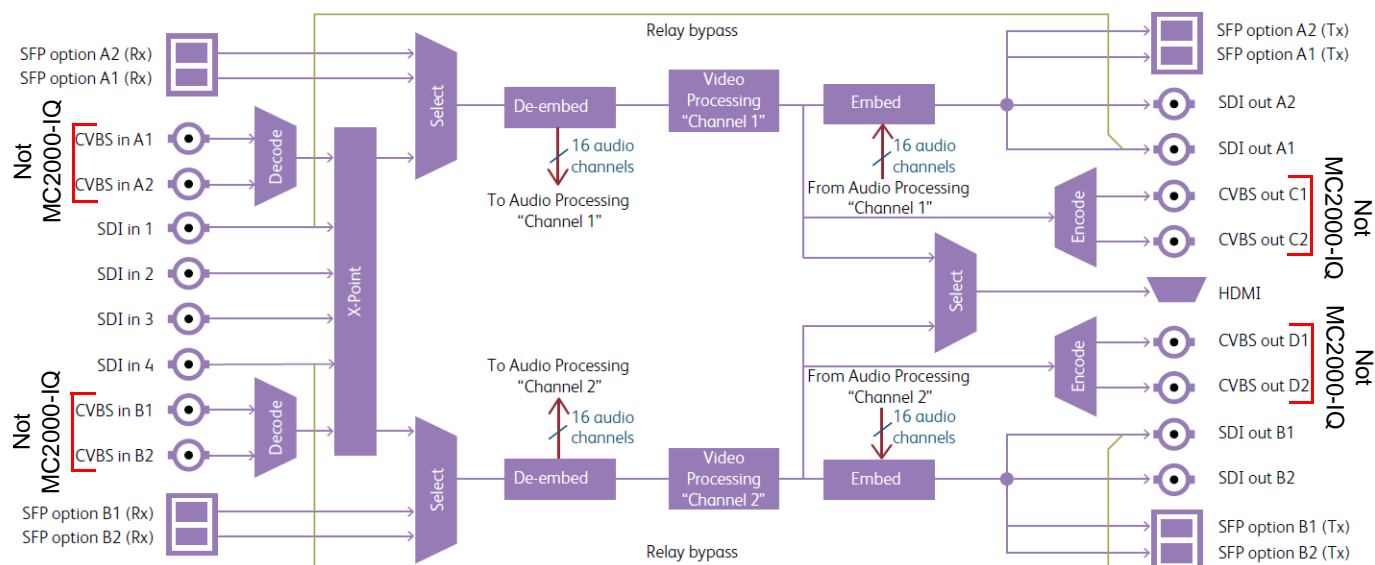 Relay bypass
SFP option A2 (Rx)
SFP option A1 (Rx)
Not
MC2000-IQ
CVBS in A1
CVBS in A2
Decode
SDI in 1
SDI in 2
SDI in 3
SDI in 4
X-Point
Not
MC2000-IQ
CVBS in B1
CVBS in B2
Decode
SFP option B1 (Rx)
SFP option B2 (Rx)
Select
De-embed
16 audio
channels
To Audio Processing
“Channel 1”
Video
Processing
“Channel 1”
Embed
16 audio
channels
From Audio Processing
“Channel 1”
Encode
Select
SFP option A2 (Tx)
SFP option A1 (Tx)
SDI out A2
SDI out A1
CVBS out C1
CVBS out C2
Not
MC2000-IQ
HDMI
To Audio Processing
“Channel 2”
16 audio
channels
Select
De-embed
Video
Processing
“Channel 2”
From Audio Processing
“Channel 2”
16 audio
channels
Embed
Encode
CVBS out D1
CVBS out D2
Not
MC2000-IQ
SDI out B1
SDI out B2
SFP option B1 (Tx)
SFP option B2 (Tx)
Relay bypass